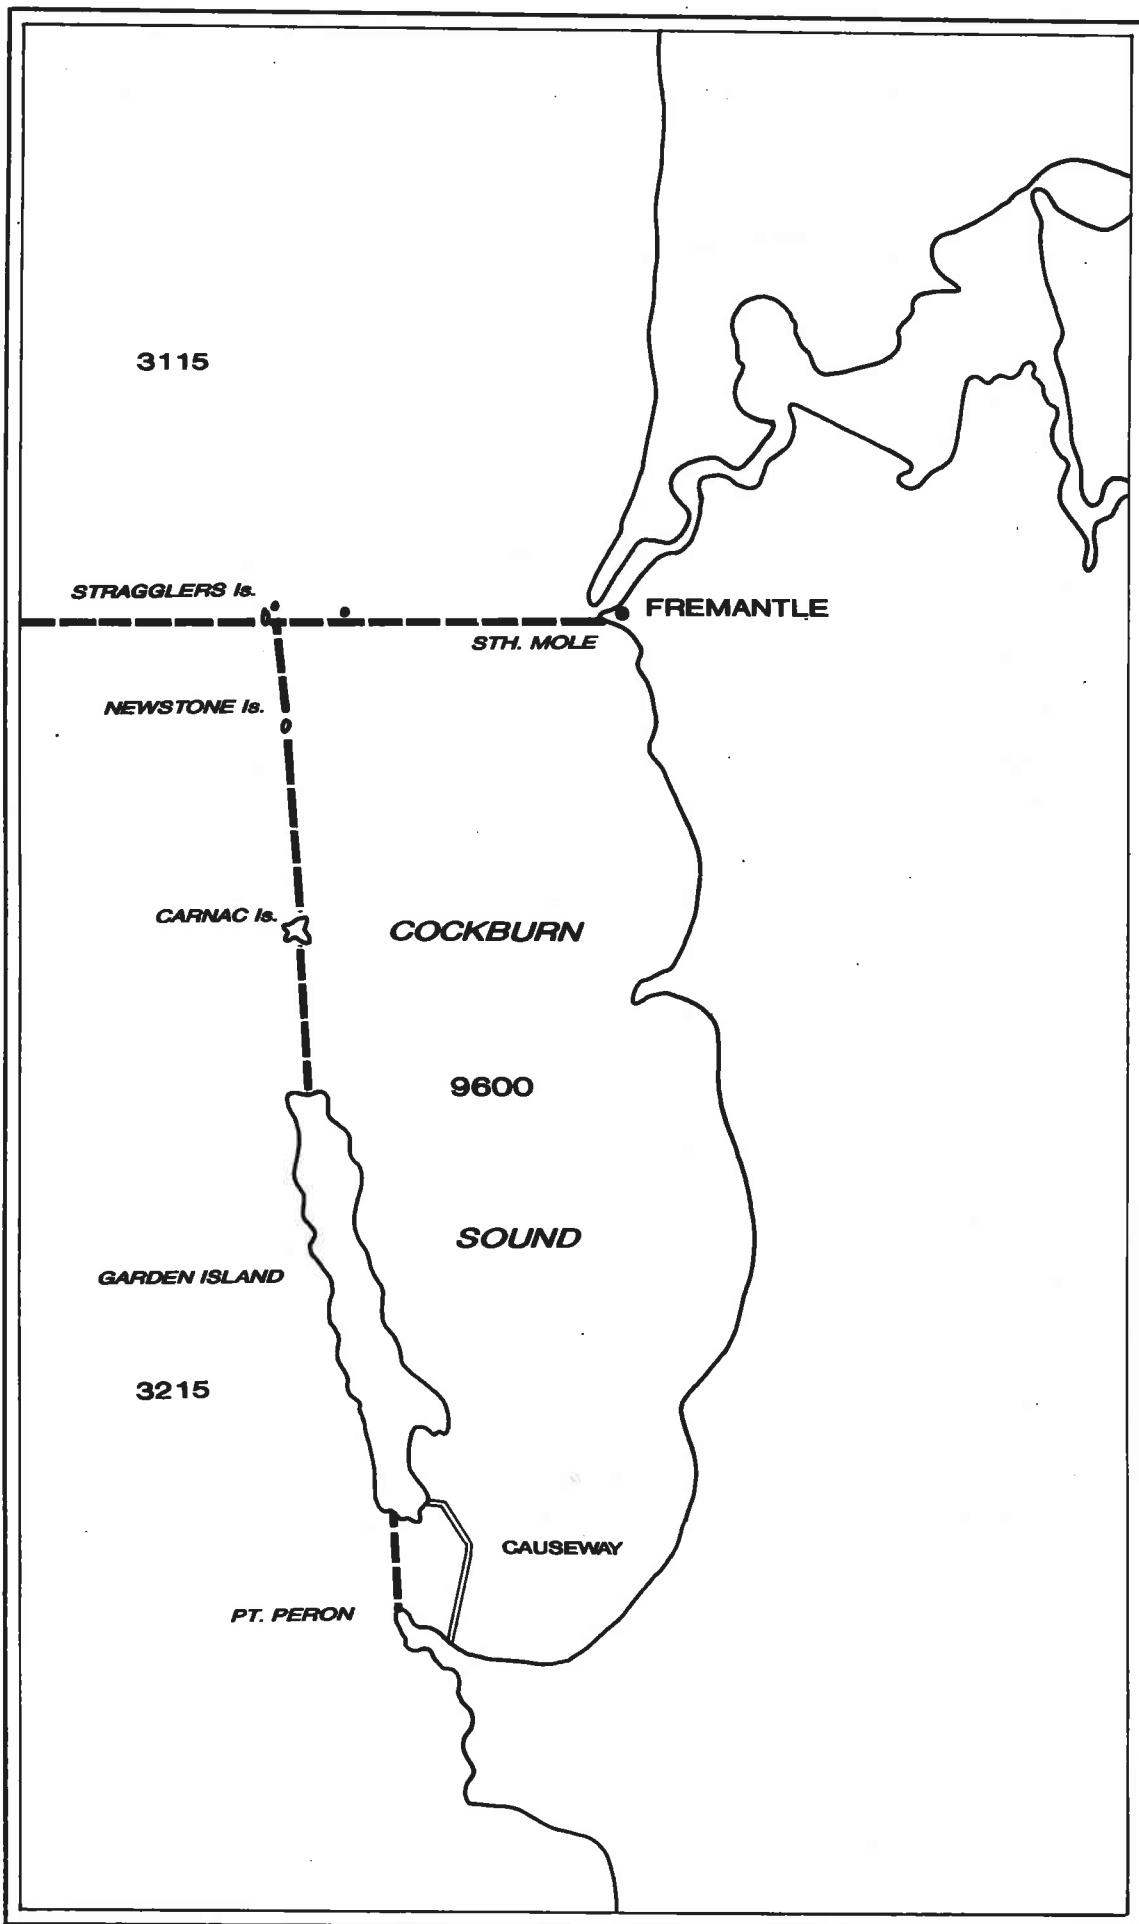 3115
STRAGGLERS Is.
FREMANTLE
STH. MOLE
NEWSTONE Is.
CARNAC Is.
COCKBURN
9600
SOUND
GARDEN ISLAND
3215
CAUSEWAY
PT. PERON